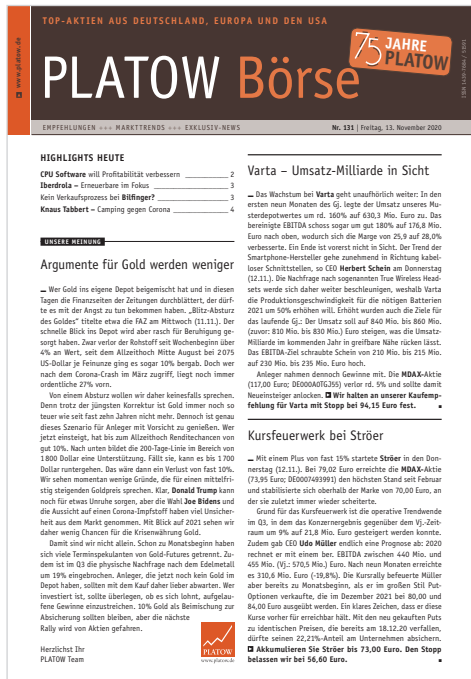 TOP-AKTIEN AUS DEUTSCHLAND, EUROPA UND DEN USA
www.platow.de
75 JAHRE
PLATOW
PLATOW Börse
EMPFEHLUNGEN +++ MARKTTRENDS +++ EXKLUSIV-NEWS
Nr. 131 | Freitag, 13. November 2020
HIGHLIGHTS HEUTE
CPU Software will Profitabilität verbessern 2
Iberdrola – Erneuerbare im Fokus 3
Kein Verkaufsprozess bei Bilfinger? 3
Knaus Tabbert – Camping gegen Corona 4
UNSERE MEINUNG
Argumente für Gold werden weniger
Wer Gold ins eigene Depot beigemischt hat und in diesen
Tagen die Finanzseiten der Zeitungen durchblättert, der dürf-
te es mit der Angst zu tun bekommen haben. „Blitz-Absturz
des Goldes" titelte etwa die FAZ am Mittwoch (11.11.). Der
schnelle Blick ins Depot wird aber rasch für Beruhigung ge-
sorgt haben. Zwar verlor der Rohstoff seit Wochenbeginn über
4% an Wert, seit dem Allzeithoch Mitte August bei 2075
US-Dollar je Feinunze ging es sogar 10% bergab. Doch wer
nach dem Corona-Crash im März zugriff, liegt noch immer
ordentliche 27% vorn.
Von einem Absturz wollen wir daher keinesfalls sprechen.
Denn trotz der jüngsten Korrektur ist Gold immer noch so
teuer wie seit fast zehn Jahren nicht mehr. Dennoch ist genau
dieses Szenario für Anleger mit Vorsicht zu genießen. Wer
jetzt einsteigt, hat bis zum Allzeithoch Renditechancen von
gut 10%. Nach unten bildet die 200-Tage-Linie im Bereich von
1800 Dollar eine Unterstützung. Fällt sie, kann es bis 1700
Dollar runtergehen. Das wäre dann ein Verlust von fast 10%.
Wir sehen momentan wenige Gründe, die für einen mittelfri-
stig steigenden Goldpreis sprechen. Klar, Donald Trump kann
noch für etwas Unruhe sorgen, aber die Wahl Joe Bidens und
die Aussicht auf einen Corona-Impfstoff haben viel Unsicher-
heit aus dem Markt genommen. Mit Blick auf 2021 sehen wir
daher wenig Chancen für die Krisenwährung Gold.
Damit sind wir nicht allein. Schon zu Monatsbeginn haben
sich viele Terminspekulanten von Gold-Futures getrennt. Zu-
dem ist im Q3 die physische Nachfrage nach dem Edelmetall
um 19% eingebrochen. Anleger, die jetzt noch kein Gold im
Depot haben, sollten mit dem Kauf daher lieber abwarten. Wer
investiert ist, sollte überlegen, ob es sich lohnt, aufgelau-
fene Gewinne einzustreichen. 10% Gold als Beimischung zur
Absicherung sollten bleiben, aber die nächste
Rally wird von Aktien gefahren.
Herzlichst Ihr
PLATOW Team
PLATOW
www.platow.de
Varta – Umsatz-Milliarde in Sicht
Das Wachstum bei Varta geht unaufhörlich weiter: In den
ersten neun Monaten des Gj. legte der Umsatz unseres Mu-
sterdepotwertes um rd. 160% auf 630,3 Mio. Euro zu. Das
bereinigte EBITDA schoss sogar um gut 180% auf 176,8 Mio.
Euro nach oben, wodurch sich die Marge von 25,9 auf 28,0%
verbesserte. Ein Ende ist vorerst nicht in Sicht. Der Trend der
Smartphone-Hersteller gehe zunehmend in Richtung kabel-
loser Schnittstellen, so CEO Herbert Schein am Donnerstag
(12.11.). Die Nachfrage nach sogenannten True Wireless Head-
sets werde sich daher weiter beschleunigen, weshalb Varta
die Produktionsgeschwindigkeit für die nötigen Batterien
2021 um 50% erhöhen will. Erhöht wurden auch die Ziele für
das laufende Gj.: Der Umsatz soll auf 840 Mio. bis 860 Mio.
(zuvor: 810 Mio. bis 830 Mio.) Euro steigen, was die Umsatz-
Milliarde im kommenden Jahr in greifbare Nähe rücken lässt.
Das EBITDA-Ziel schraubte Schein von 210 Mio. bis 215 Mio.
auf 230 Mio. bis 235 Mio. Euro hoch.
Anleger nahmen dennoch Gewinne mit. Die MDAX-Aktie
(117,00 Euro; DE000A0TGJ55) verlor rd. 5% und sollte damit
Neueinsteiger anlocken. Wir halten an unserer Kaufemp-
fehlung für Varta mit Stopp bei 94,15 Euro fest.
Kursfeuerwerk bei Ströer
Mit einem Plus von fast 15% startete Ströer in den Don-
nerstag (12.11.). Bei 79,02 Euro erreichte die MDAX-Aktie
(73,95 Euro; DE0007493991) den höchsten Stand seit Februar
und stabilisierte sich oberhalb der Marke von 70,00 Euro, an
der sie zuletzt immer wieder scheiterte.
Grund für das Kursfeuerwerk ist die operative Trendwende
im Q3, in dem das Konzernergebnis gegenüber dem Vj.-Zeit-
raum um 9% auf 21,8 Mio. Euro gesteigert werden konnte.
Zudem gab CEO Udo Müller endlich eine Prognose ab: 2020
rechnet er mit einem ber. EBITDA zwischen 440 Mio. und
455 Mio. (Vj.: 570,5 Mio.) Euro. Nach neun Monaten erreichte
es 310,6 Mio. Euro (-19,8%). Die Kursrally befeuerte Müller
aber bereits zu Monatsbeginn, als er im großen Stil Put-
Optionen verkaufte, die im Dezember 2021 bei 80,00 und
84,00 Euro ausgeübt werden. Ein klares Zeichen, dass er diese
Kurse vorher für erreichbar hält. Mit den neu gekauften Puts
zu identischen Preisen, die bereits am 18.12.20 verfallen,
dürfte seinen 22,21%-Anteil am Unternehmen absichern.
Akkumulieren Sie Ströer bis 73,00 Euro. Den Stopp
belassen wir bei 56,60 Euro.